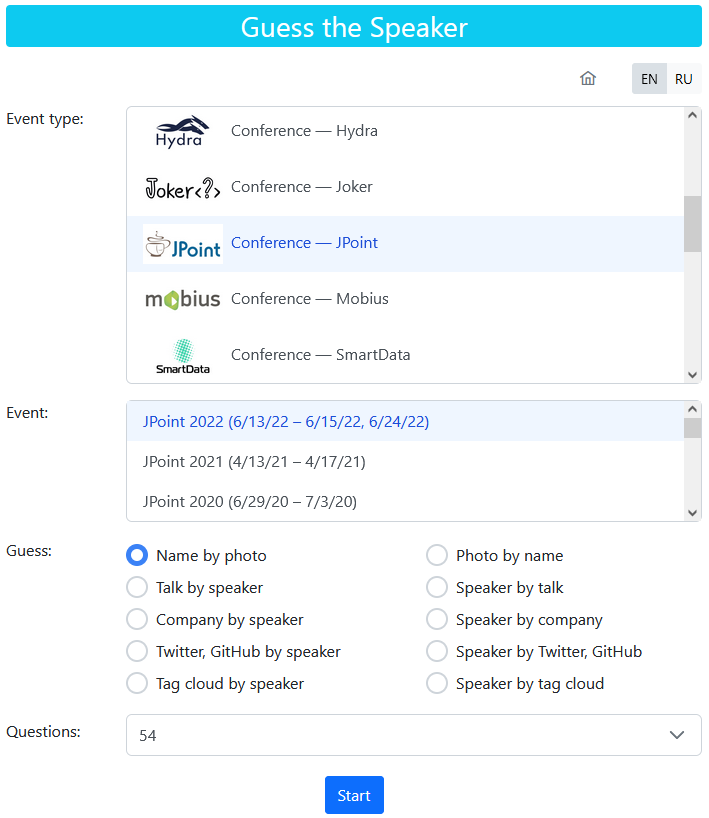 Guess the Speaker
EN RU
Event type:
Hydra Conference — Hydra
Joker<?> Conference — Joker
JPoint Conference — JPoint
mobius Conference — Mobius
SmartData Conference — SmartData
Event:
JPoint 2022 (6/13/22 – 6/15/22, 6/24/22)
JPoint 2021 (4/13/21 – 4/17/21)
JPoint 2020 (6/29/20 – 7/3/20)
Guess:
Name by photo Photo by name
Talk by speaker Speaker by talk
Company by speaker Speaker by company
Twitter, GitHub by speaker Speaker by Twitter, GitHub
Tag cloud by speaker Speaker by tag cloud
Questions: 54
Start